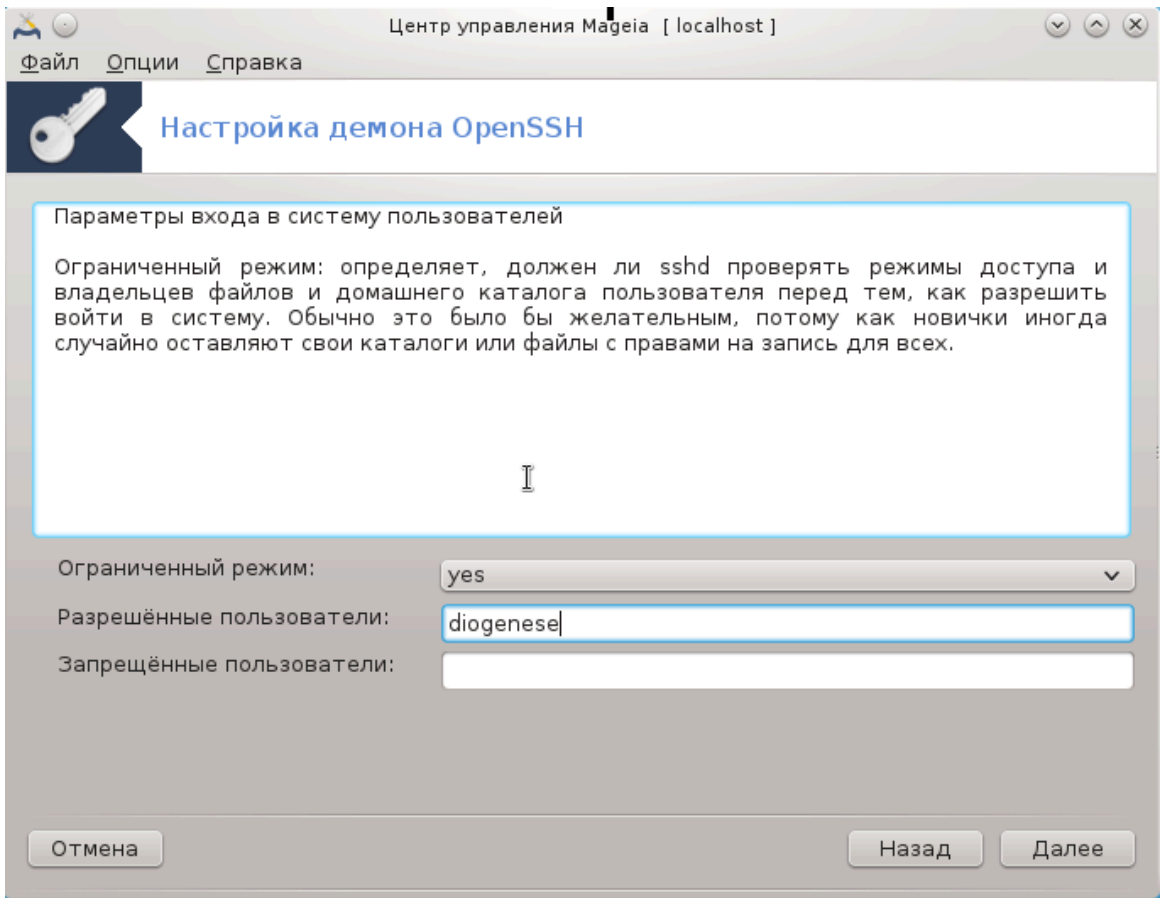 Центр управления Mageia [ localhost ]
Файл Опции Справка
Настройка демона OpenSSH
Параметры входа в систему пользователей
Ограниченный режим: определяет, должен ли sshd проверять режимы доступа и
владельцев файлов и домашнего каталога пользователя перед тем, как разрешить
войти в систему. Обычно это было бы желательным, потому как новички иногда
случайно оставляют свои каталоги или файлы с правами на запись для всех.
Ограниченный режим: yes
Разрешённые пользователи: diogenese
Запрещённые пользователи:
Отмена Назад Далее